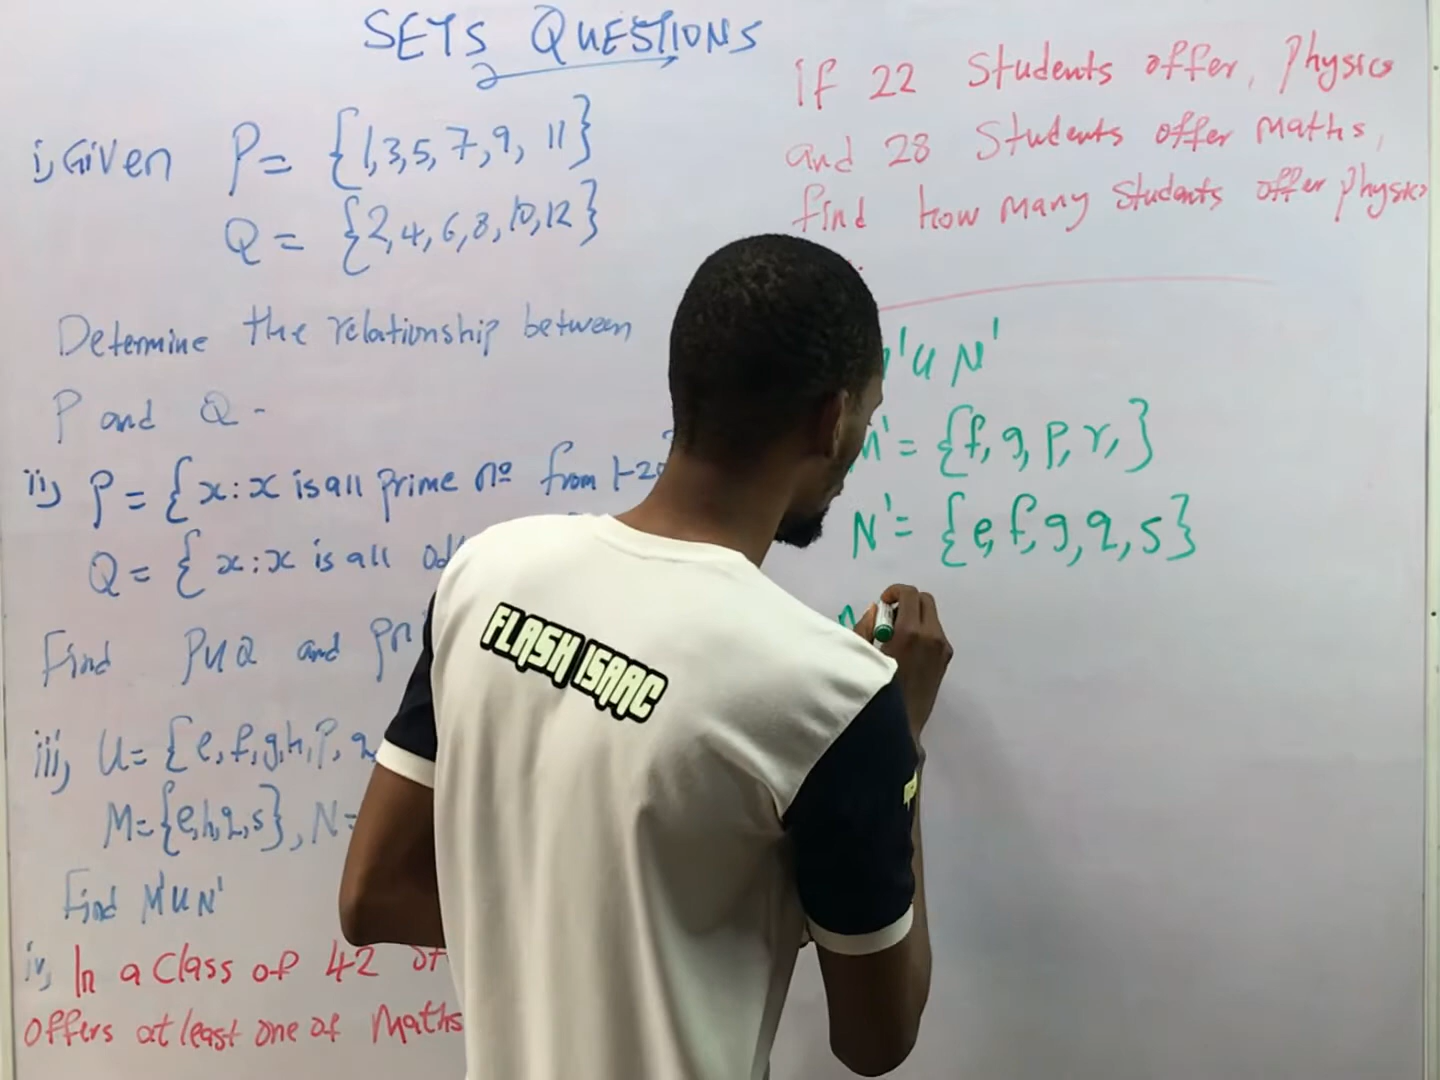 SETS QUESTIONS
i, Given P = {1,3,5,7,9, 11}
Q = {2,4,6,8,10,12}
Determine the relationship between
P and Q -
ii, P = {x:x is all prime no from 1-20
Q = {x:x is all
Find PUQ and P∩
iii, U= {e,f,g,h,p,q,
M={e,h,q,s}, N=
Find M'UN'
iv, In a Class of 42
offers at least one of Maths
If 22 Students offer, Physics
and 28 Students offer Maths,
find how many Students offer Physics
'U N'
M' = {f, g, p, r, }
N' = {e, f, g, q, s}
FLASH ISAAC